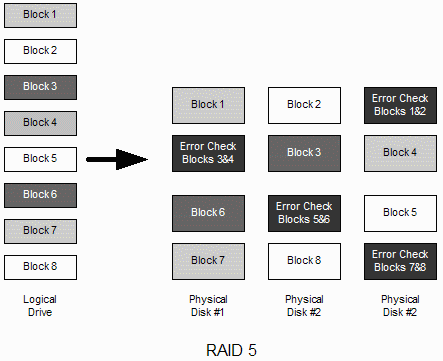 Block 1
Block 2
Block 3
Block 4
Block 5
Block 6
Block 7
Block 8
Logical
Drive
Block 1
Block 2
Error Check
Blocks 1&2
Error Check
Blocks 3&4
Block 3
Block 4
Block 6
Error Check
Blocks 5&6
Block 5
Block 7
Block 8
Error Check
Blocks 7&8
Physical
Disk #1
Physical
Disk #2
Physical
Disk #2
RAID 5